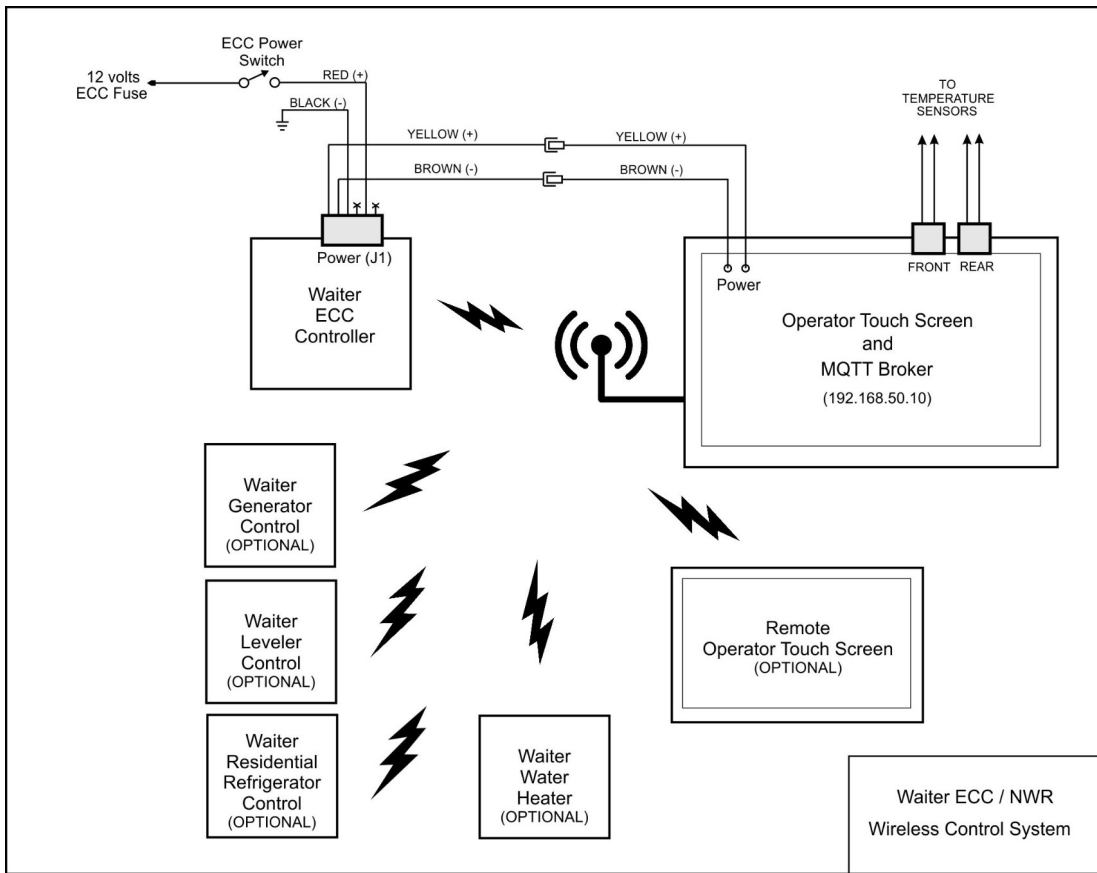 ECC Power
Switch
12 volts
ECC Fuse
RED (+)
BLACK (-)
YELLOW (+)
YELLOW (+)
BROWN (-)
BROWN (-)
TO
TEMPERATURE
SENSORS
Power (J1)
Waiter
ECC
Controller
FRONT
REAR
Power
Operator Touch Screen
and
MQTT Broker
(192.168.50.10)
Waiter
Generator
Control
(OPTIONAL)
Waiter
Leveler
Control
(OPTIONAL)
Waiter
Residential
Refrigerator
Control
(OPTIONAL)
Waiter
Water
Heater
(OPTIONAL)
Remote
Operator Touch Screen
(OPTIONAL)
Waiter ECC / NWR
Wireless Control System